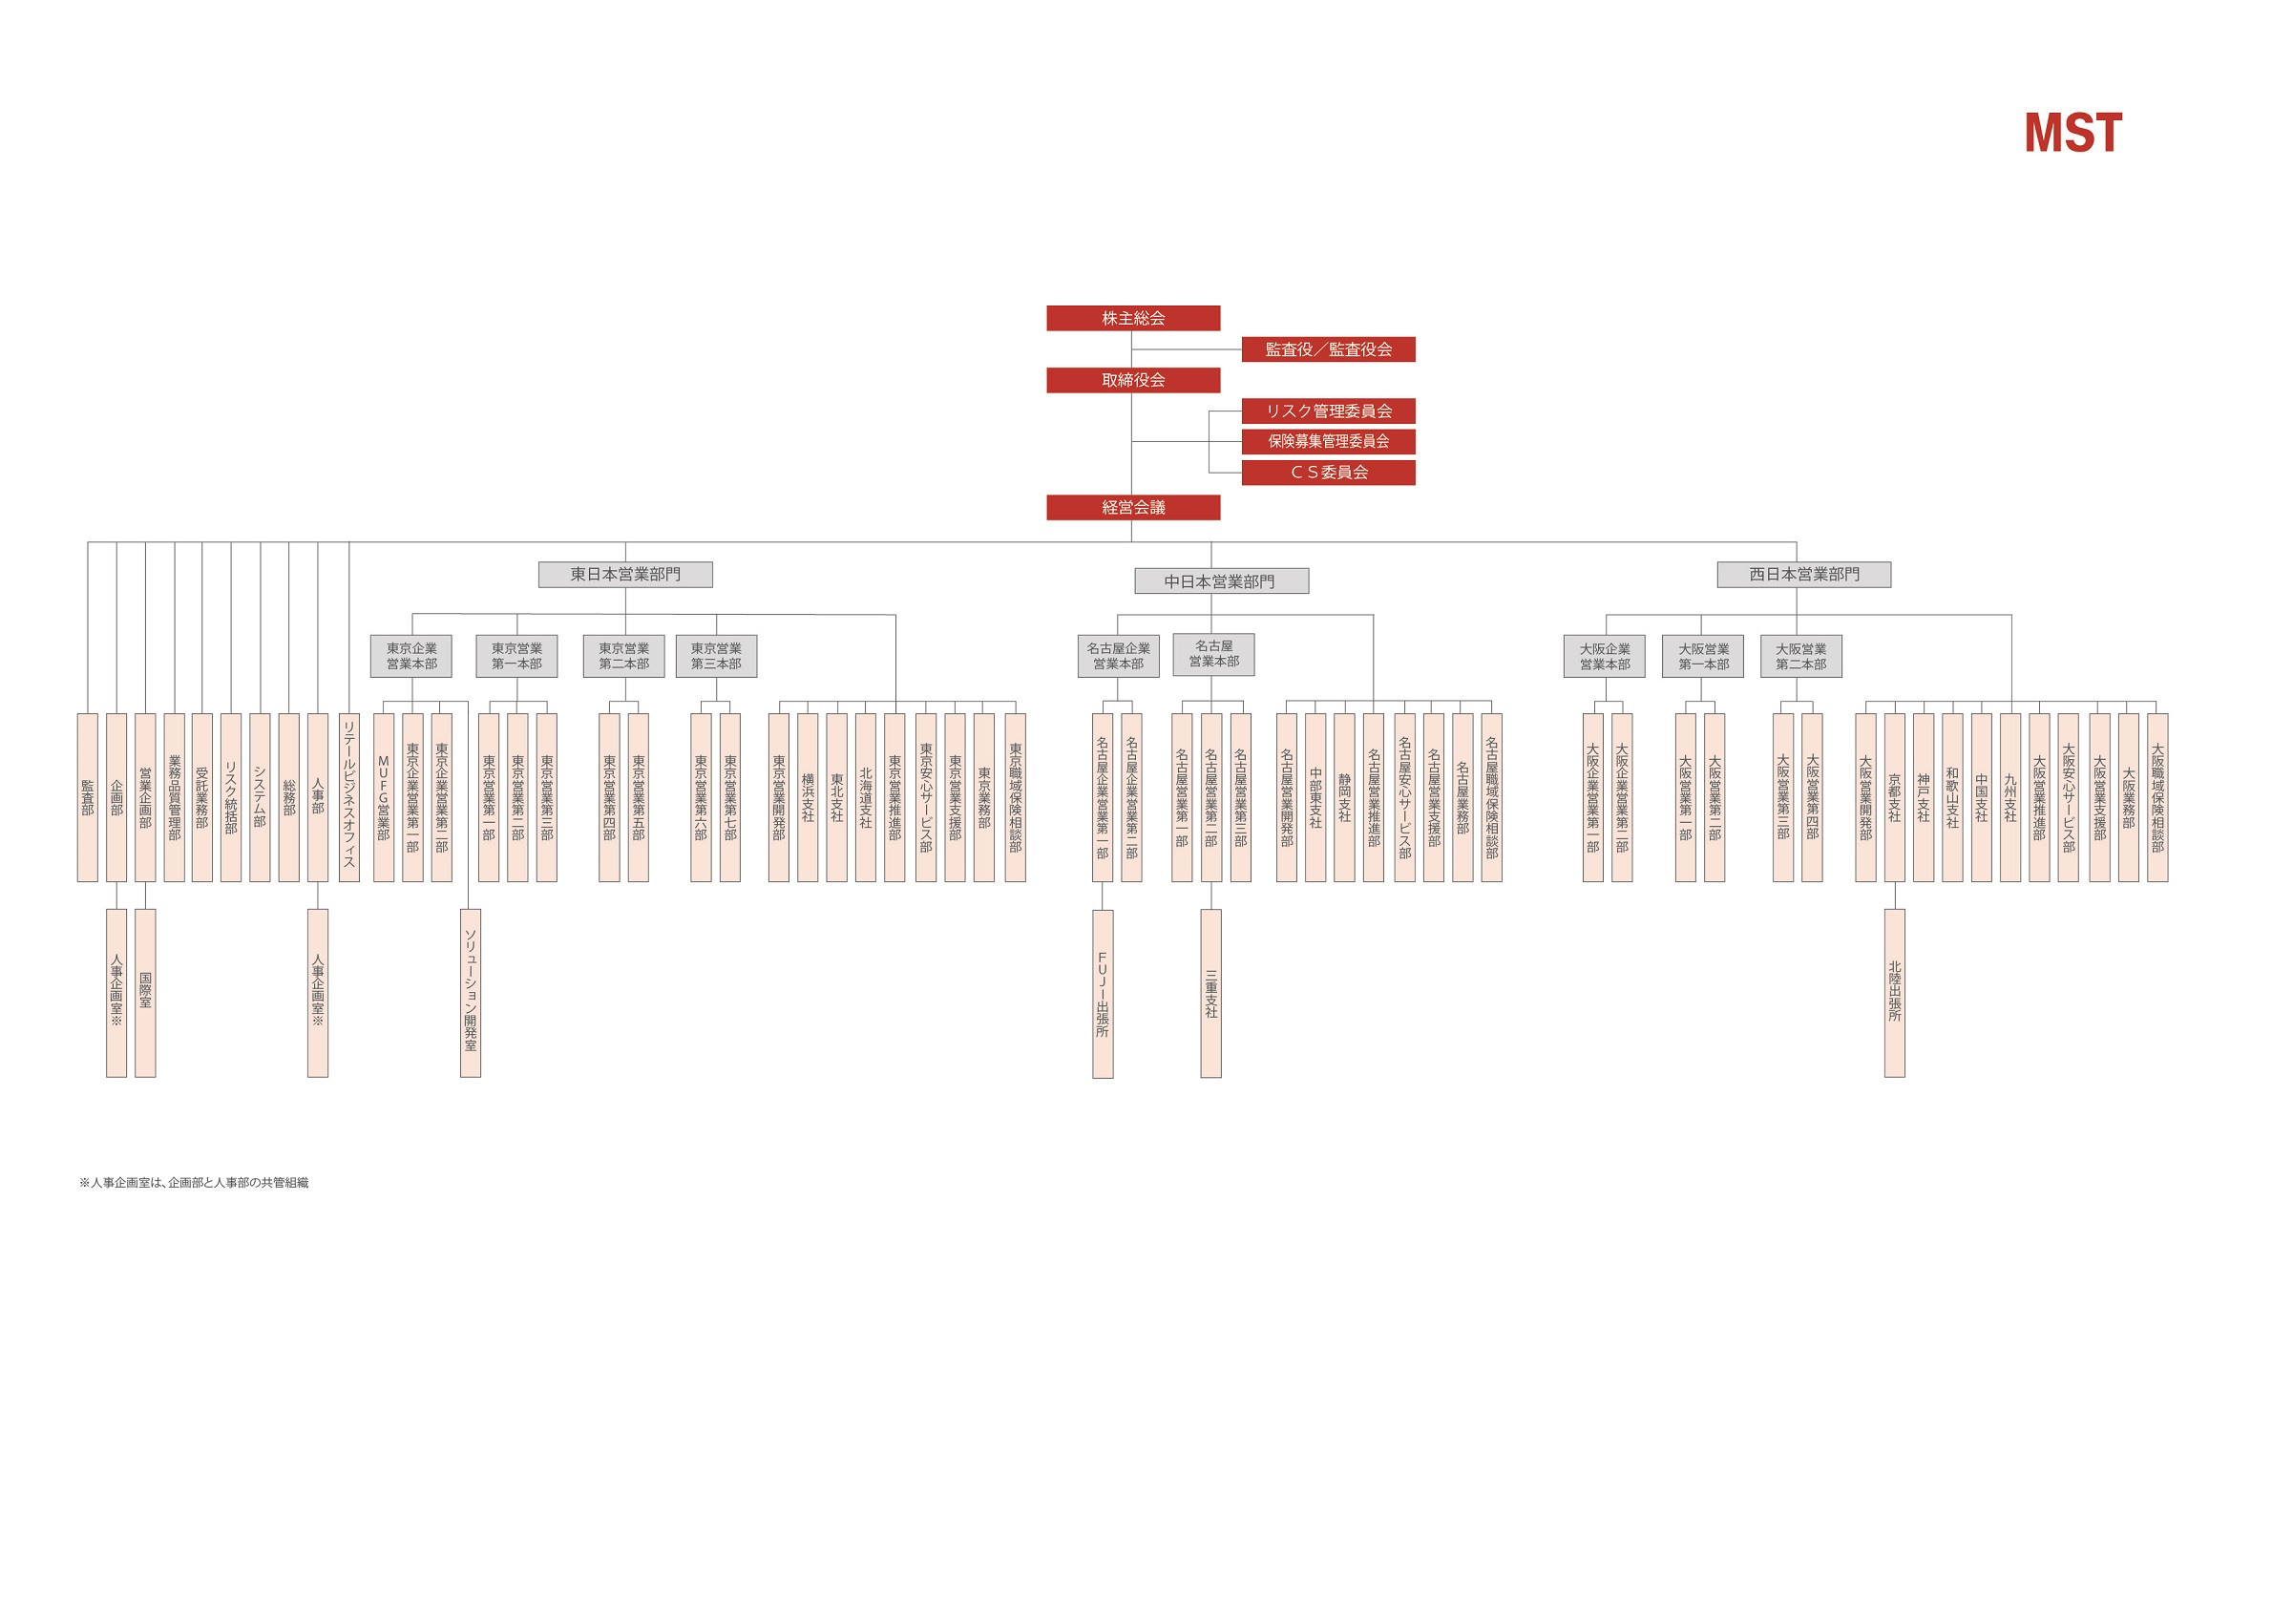 MST
株主総会
監査役／監査役会
取締役会
リスク管理委員会
保険募集管理委員会
ＣＳ委員会
経営会議
東日本営業部門
中日本営業部門
西日本営業部門
東京企業
営業本部
東京営業
第一本部
東京営業
第二本部
東京営業
第三本部
名古屋企業
営業本部
名古屋
営業本部
大阪企業
営業本部
大阪営業
第一本部
大阪営業
第二本部
監査部
企画部
営業企画部
業務品質管理部
受託業務部
リスク統括部
システム部
総務部
人事部
リテールビジネスオフィス
ＭＵＦＧ営業部
東京企業営業第一部
東京企業営業第二部
東京営業第一部
東京営業第二部
東京営業第三部
東京営業第四部
東京営業第五部
東京営業第六部
東京営業第七部
東京営業開発部
横浜支社
東北支社
北海道支社
東京営業推進部
東京安心サービス部
東京営業支援部
東京業務部
東京職域保険相談部
名古屋企業営業第一部
名古屋企業営業第二部
名古屋営業第一部
名古屋営業第二部
名古屋営業第三部
名古屋営業開発部
中部東支社
静岡支社
名古屋営業推進部
名古屋安心サービス部
名古屋営業支援部
名古屋業務部
名古屋職域保険相談部
大阪企業営業第一部
大阪企業営業第二部
大阪営業第一部
大阪営業第二部
大阪営業第三部
大阪営業第四部
大阪営業開発部
京都支社
神戸支社
和歌山支社
中国支社
九州支社
大阪営業推進部
大阪安心サービス部
大阪営業支援部
大阪業務部
大阪職域保険相談部
人事企画室※
国際室
人事企画室※
ソリューション開発室
ＦＵＪＩ出張所
三重支社
北陸出張所
※人事企画室は、企画部と人事部の共管組織